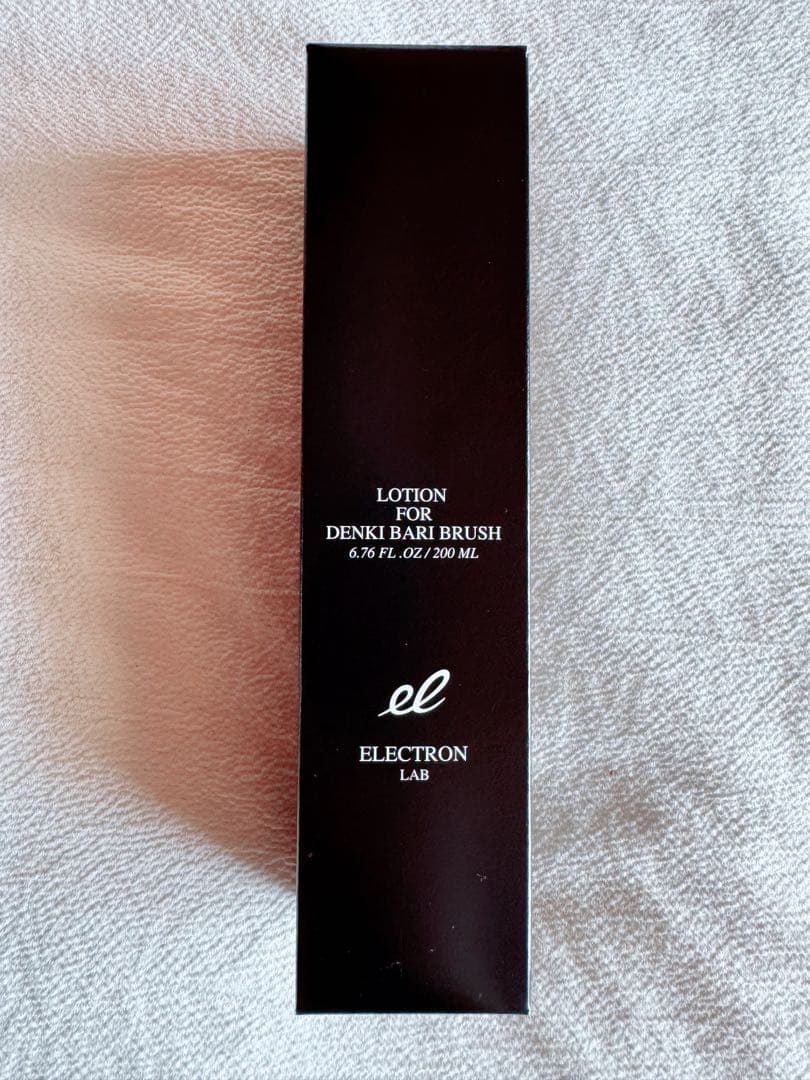 LOTION
FOR
DENKI BARI BRUSH
6.76 FL .OZ / 200 ML
el
ELECTRON
LAB